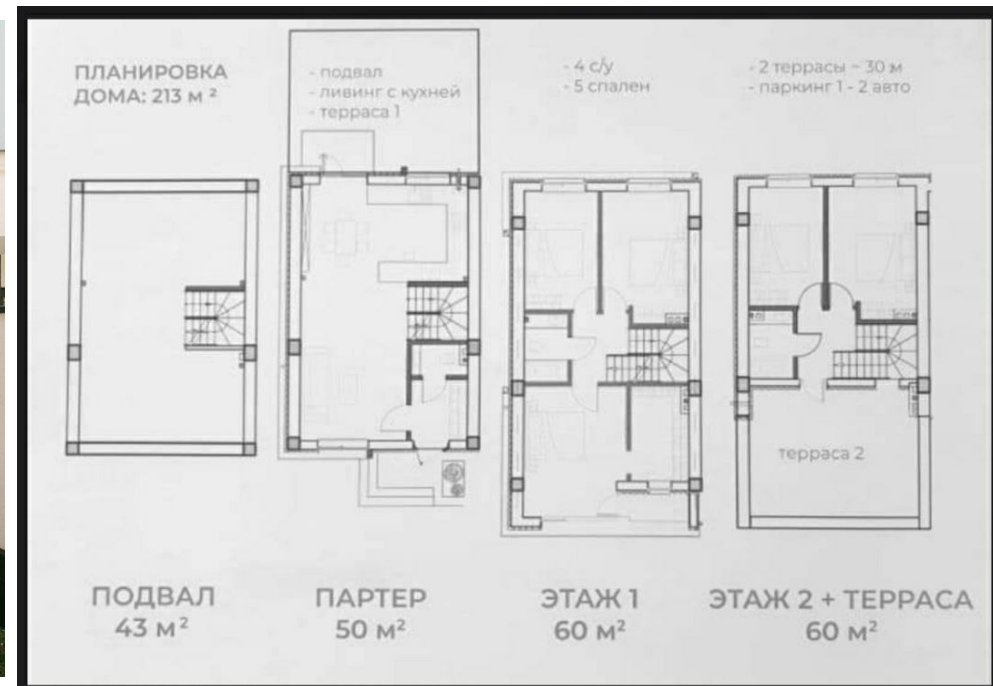 ПЛАНИРОВКА
ДОМА: 213 м ²
- подвал
- ливинг с кухней
- терраса 1
- 4 с/у
- 5 спален
- 2 террасы ~ 30 м
- паркинг 1 - 2 авто
терраса 2
ПОДВАЛ
43 м²
ПАРТЕР
50 м²
ЭТАЖ 1
60 м²
ЭТАЖ 2 + ТЕРРАСА
60 м²